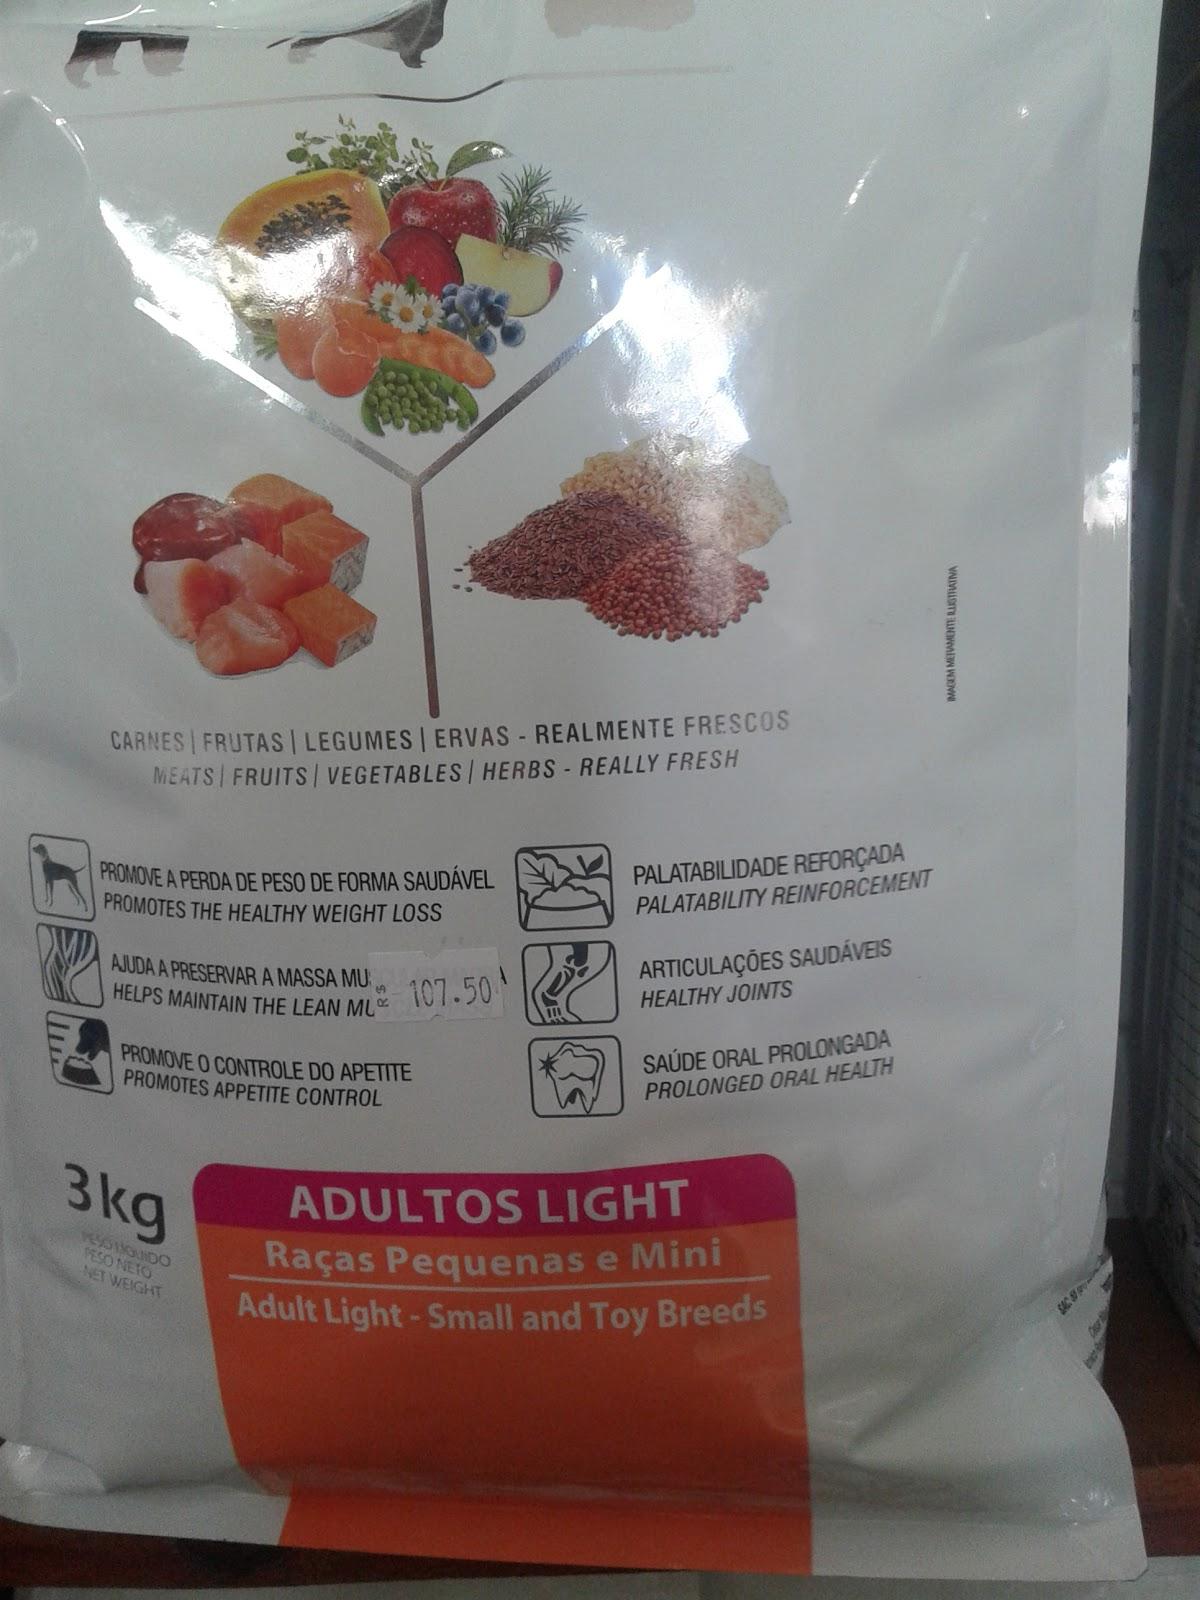 CARNES | FRUTAS | LEGUMES | ERVAS - REALMENTE FRESCOS
MEATS | FRUITS | VEGETABLES | HERBS - REALLY FRESH
IMAGEM MERAMENTE ILUSTRATIVA
PROMOVE A PERDA DE PESO DE FORMA SAUDÁVEL
PROMOTES THE HEALTHY WEIGHT LOSS
AJUDA A PRESERVAR A MASSA
HELPS MAINTAIN THE LEAN
R$ 107.50
PROMOVE O CONTROLE DO APETITE
PROMOTES APPETITE CONTROL
PALATABILIDADE REFORÇADA
PALATABILITY REINFORCEMENT
ARTICULAÇÕES SAUDÁVEIS
HEALTHY JOINTS
SAÚDE ORAL PROLONGADA
PROLONGED ORAL HEALTH
3kg
PESO LÍQUIDO
PESO NETO
NET WEIGHT
ADULTOS LIGHT
Raças Pequenas e Mini
Adult Light - Small and Toy Breeds